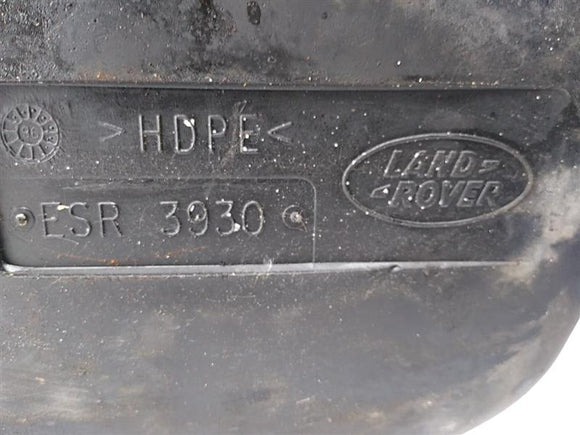 >HDPE<
LAND
ROVER
ESR 3930